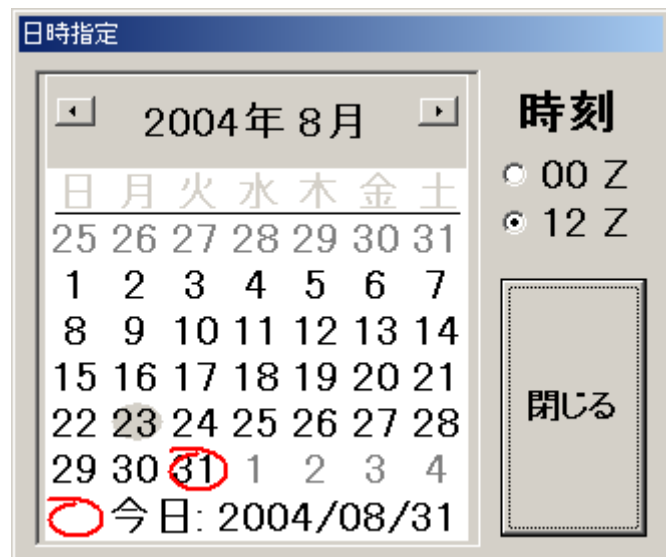 日時指定
2004年 8月
日 月 火 水 木 金 土
25 26 27 28 29 30 31
1 2 3 4 5 6 7
8 9 10 11 12 13 14
15 16 17 18 19 20 21
22 23 24 25 26 27 28
29 30 31 1 2 3 4
今日: 2004/08/31
時刻
00 Z
12 Z
閉じる